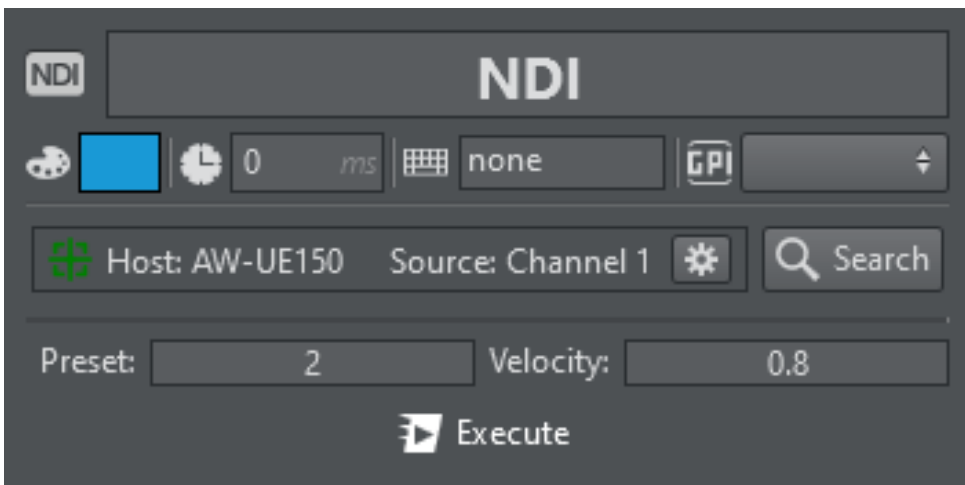 NDI NDI
0 ms none GPI
Host: AW-UE150 Source: Channel 1 Search
Preset: 2 Velocity: 0.8
Execute